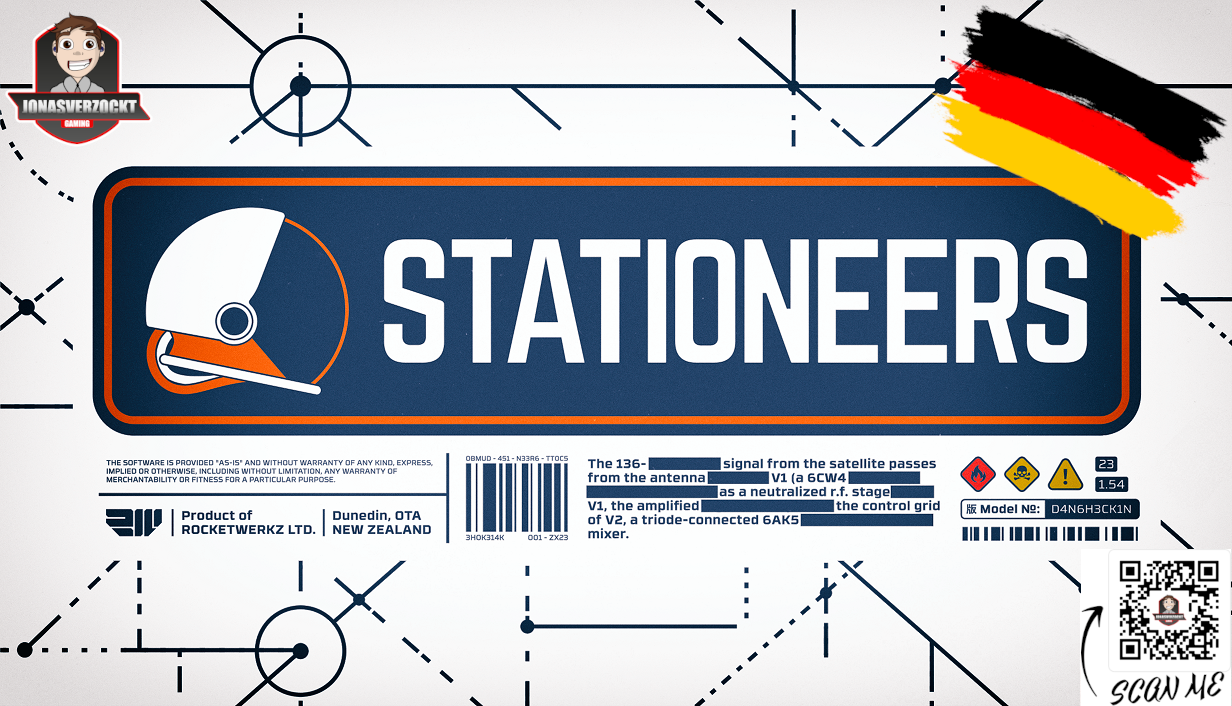 JONASVERZOCKT
GAMING
STATIONEERS
THE SOFTWARE IS PROVIDED "AS-IS" AND WITHOUT WARRANTY OF ANY KIND, EXPRESS,
IMPLIED OR OTHERWISE, INCLUDING WITHOUT LIMITATION, ANY WARRANTY OF
MERCHANTABILITY OR FITNESS FOR A PARTICULAR PURPOSE.
Product of
ROCKETWERKZ LTD.
Dunedin, OTA
NEW ZEALAND
0BMUD - 451 - N33R6 - TT0C5
3H0K314K 001 - ZX23
The 136- signal from the satellite passes
from the antenna V1 (a 6CW4
as a neutralized r.f. stage
V1, the amplified the control grid
of V2, a triode-connected 6AK5
mixer.
23
1.54
版 Model №: D4N6H3CK1N
SCAN ME